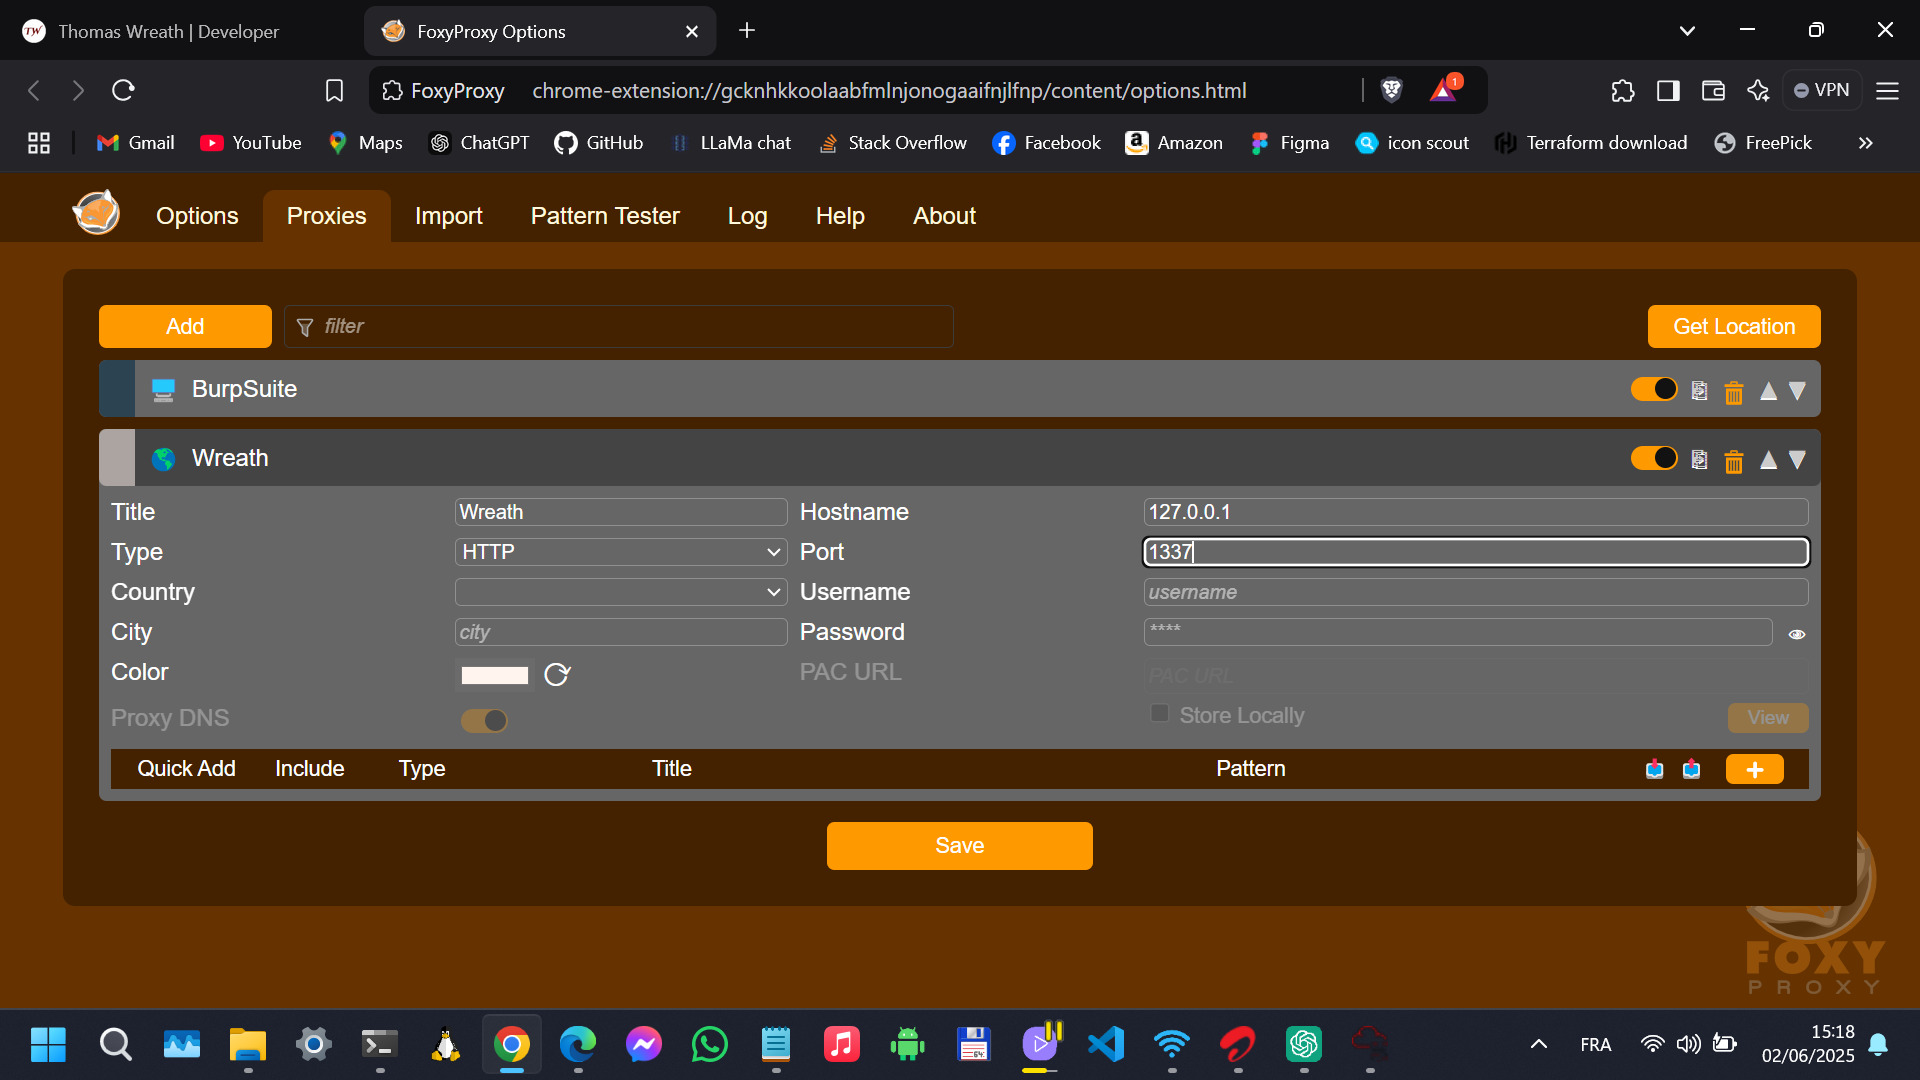 TW Thomas Wreath | Developer
FoxyProxy Options
FoxyProxy chrome-extension://gcknhkkoolaabfmlnjonogaaifnjlfnp/content/options.html
1
VPN
Gmail YouTube Maps ChatGPT GitHub LLaMa chat Stack Overflow Facebook Amazon Figma icon scout Terraform download FreePick »
Options Proxies Import Pattern Tester Log Help About
Add filter Get Location
BurpSuite
Wreath
Title Wreath Hostname 127.0.0.1
Type HTTP Port 1337
Country Username username
City city Password ****
Color PAC URL PAC URL
Proxy DNS Store Locally View
Quick Add Include Type Title Pattern +
Save
FOXY
PROXY
64
FRA
15:18
02/06/2025